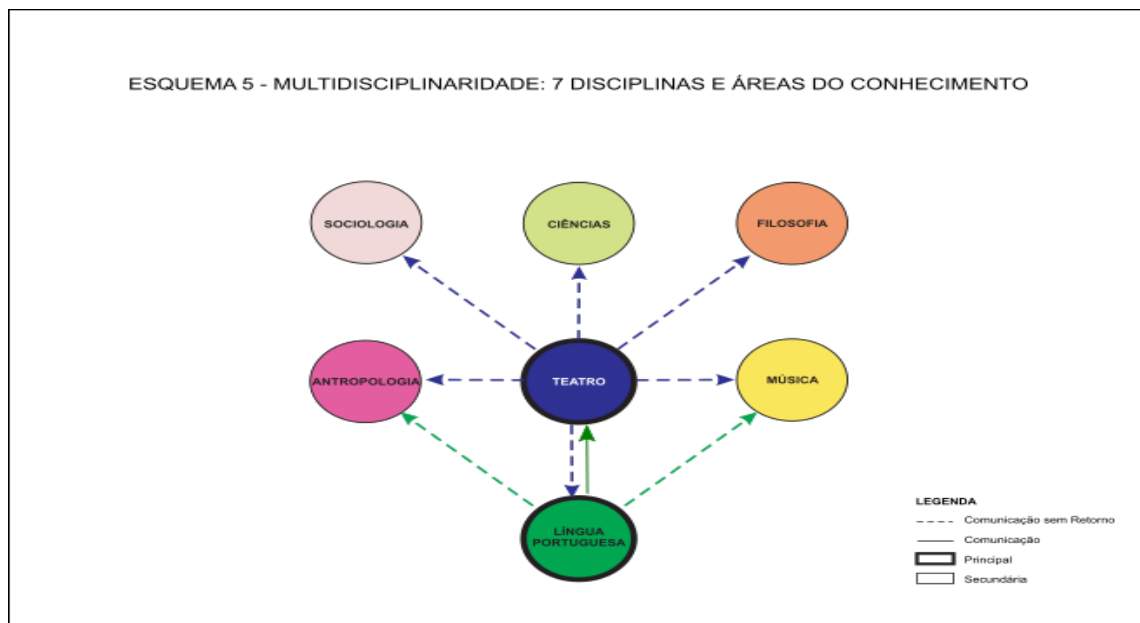 ESQUEMA 5 - MULTIDISCIPLINARIDADE: 7 DISCIPLINAS E ÁREAS DO CONHECIMENTO
SOCIOLOGIA
CIÊNCIAS
FILOSOFIA
ANTROPOLOGIA
TEATRO
MÚSICA
LÍNGUA
PORTUGUESA
LEGENDA
Comunicação sem Retorno
Comunicação
Principal
Secundária